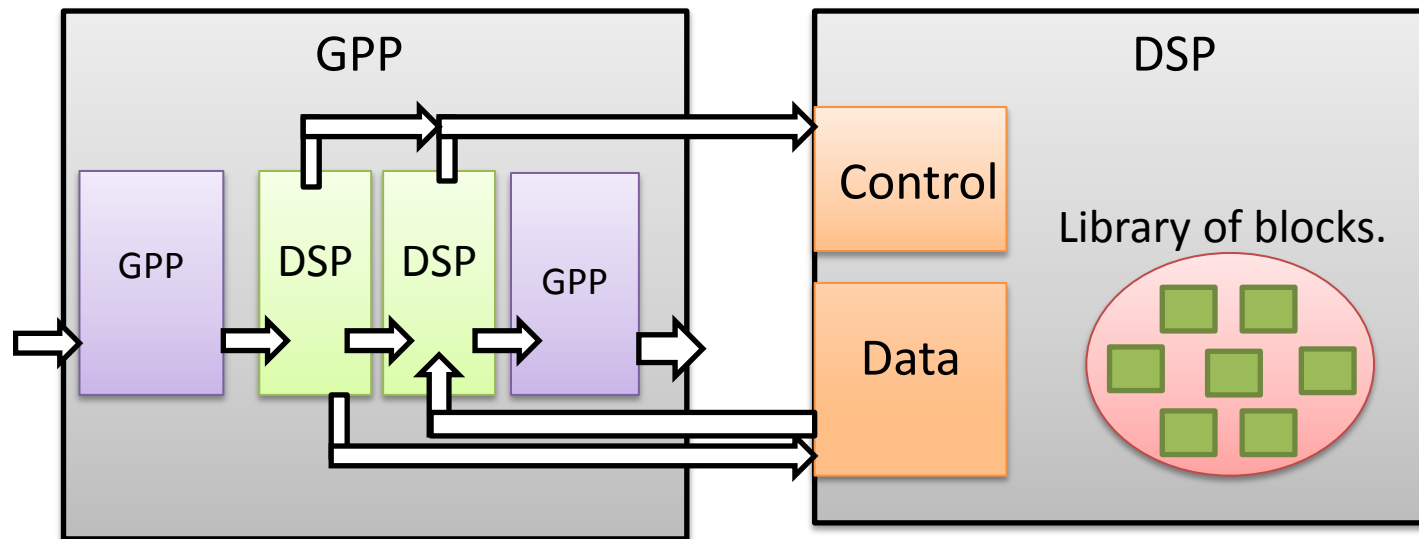 GPP
DSP
GPP
DSP
DSP
GPP
Control
Data
Library of blocks.